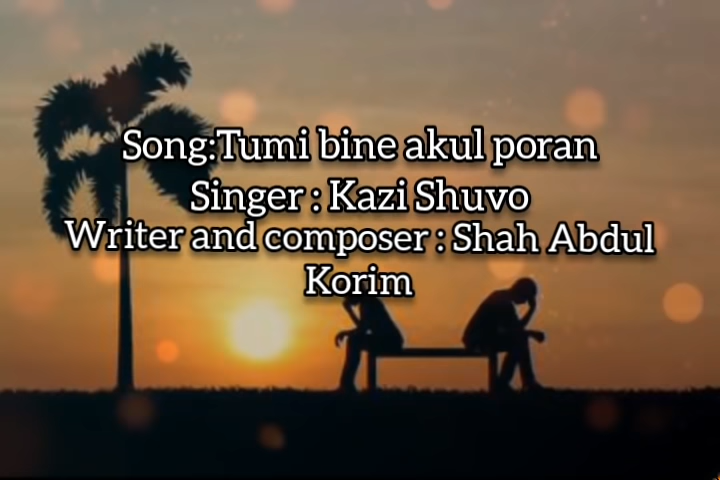 Song:Tumi bine akul poran
Singer : Kazi Shuvo
Writer and composer : Shah Abdul
Korim